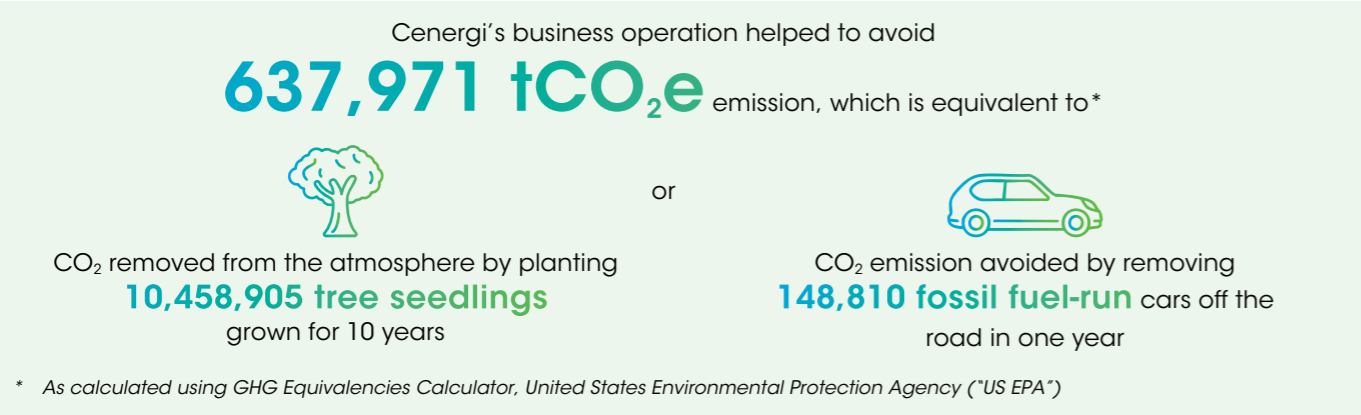 Cenergi’s business operation helped to avoid
637,971 tCO₂e emission, which is equivalent to*
or
CO₂ removed from the atmosphere by planting
10,458,905 tree seedlings
grown for 10 years
CO₂ emission avoided by removing
148,810 fossil fuel-run cars off the
road in one year
* As calculated using GHG Equivalencies Calculator, United States Environmental Protection Agency (“US EPA”)